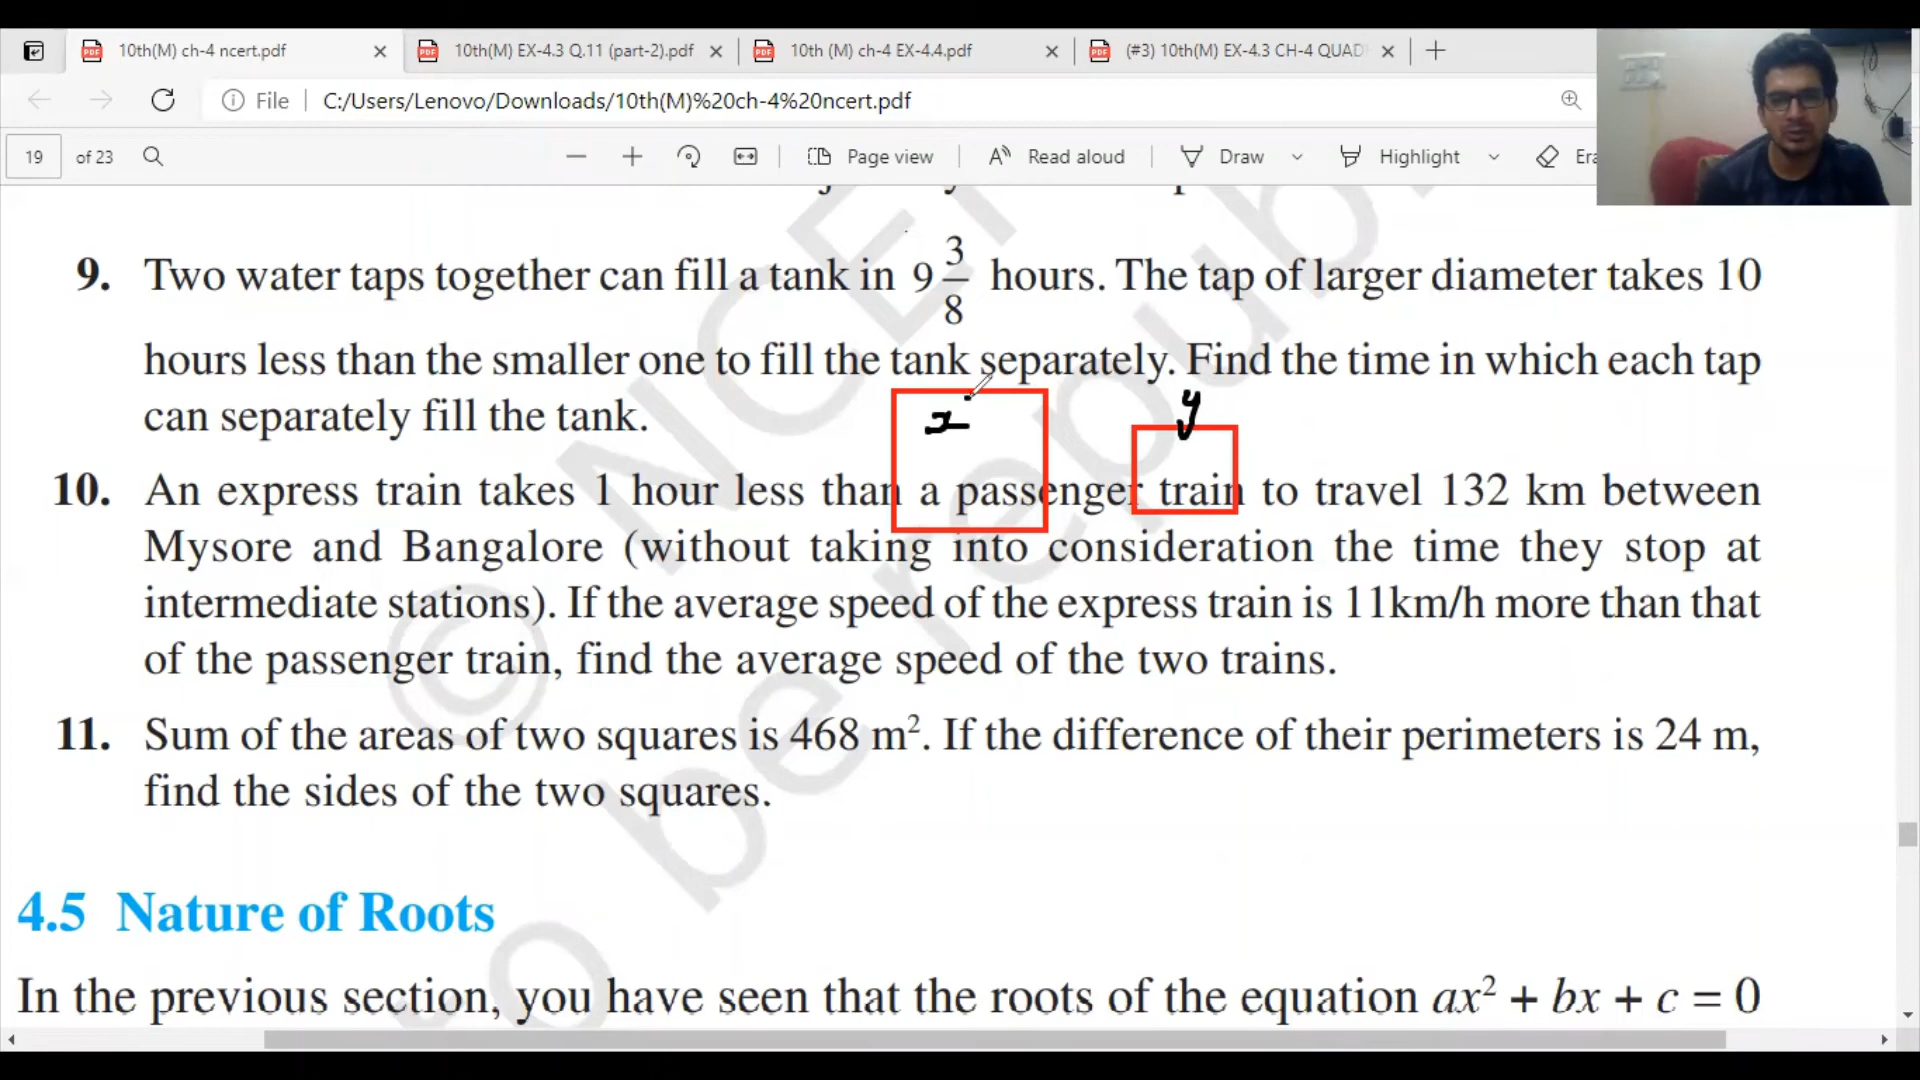 10th(M) ch-4 ncert.pdf
10th(M) EX-4.3 Q.11 (part-2).pdf
10th (M) ch-4 EX-4.4.pdf
(#3) 10th(M) EX-4.3 CH-4 QUAD
File C:/Users/Lenovo/Downloads/10th(M)%20ch-4%20ncert.pdf
19 of 23 Page view Read aloud Draw Highlight Era
9. Two water taps together can fill a tank in 9 3/8 hours. The tap of larger diameter takes 10
hours less than the smaller one to fill the tank separately. Find the time in which each tap
can separately fill the tank.
x y
10. An express train takes 1 hour less than a passenger train to travel 132 km between
Mysore and Bangalore (without taking into consideration the time they stop at
intermediate stations). If the average speed of the express train is 11km/h more than that
of the passenger train, find the average speed of the two trains.
11. Sum of the areas of two squares is 468 m². If the difference of their perimeters is 24 m,
find the sides of the two squares.
4.5 Nature of Roots
In the previous section, you have seen that the roots of the equation ax² + bx + c = 0